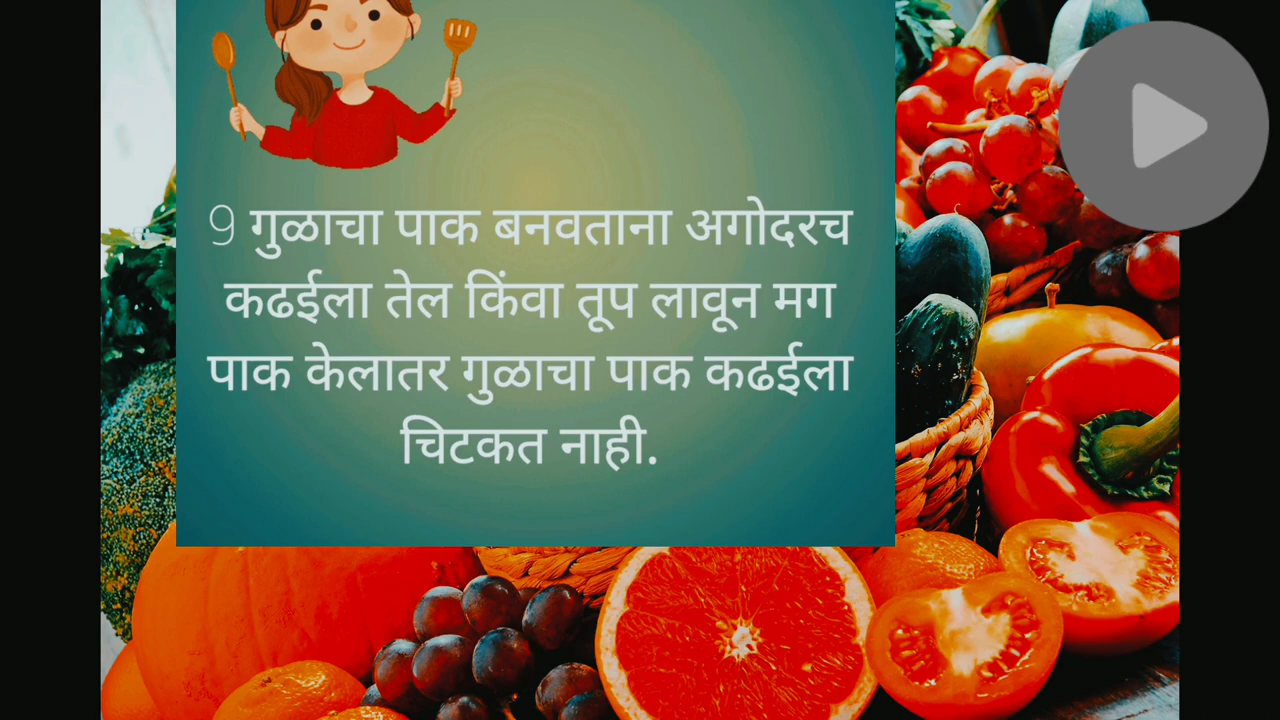 9 गुळाचा पाक बनवताना अगोदरच
कढईला तेल किंवा तूप लावून मग
पाक केलातर गुळाचा पाक कढईला
चिटकत नाही.